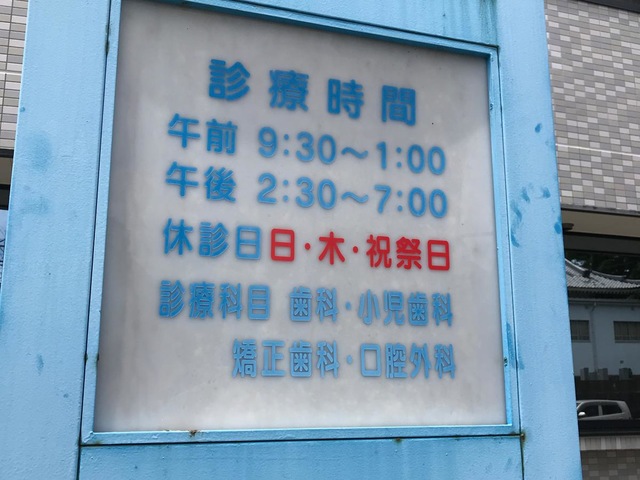 診療時間
午前 9:30〜1:00
午後 2:30〜7:00
休診日日・木・祝祭日
診療科目 歯科・小児歯科
矯正歯科・口腔外科